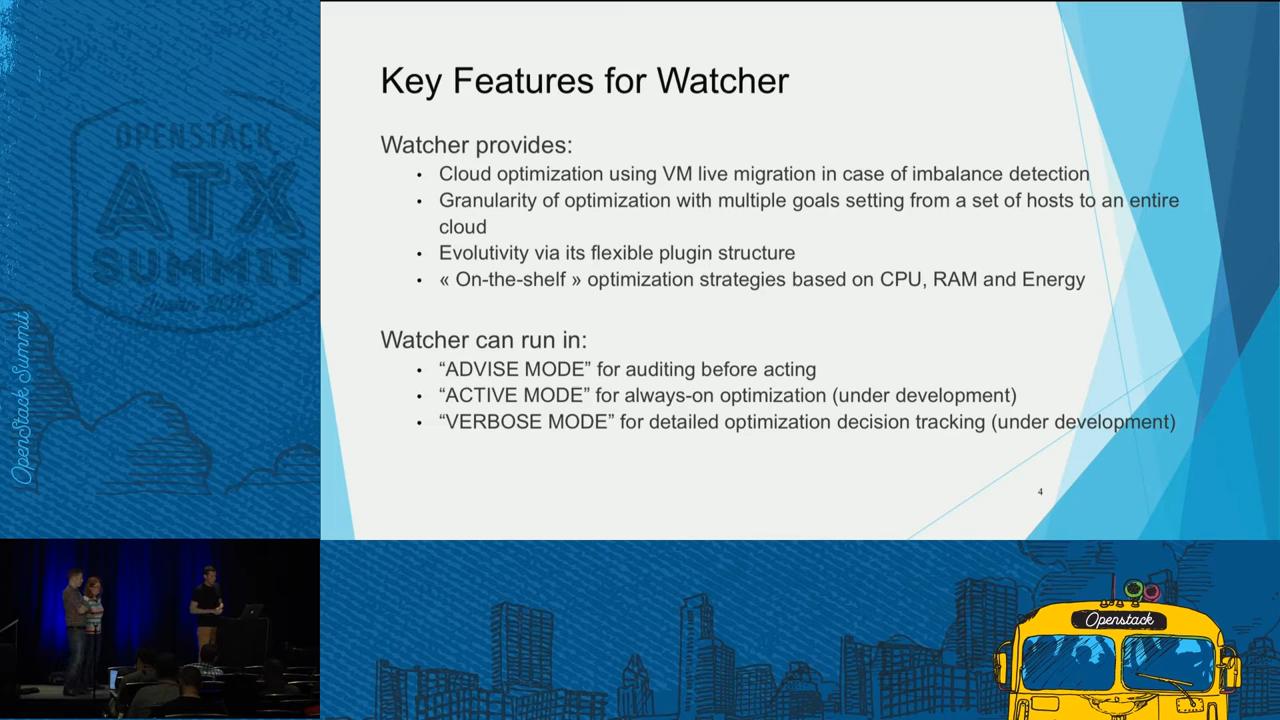 OPENSTACK
ATX
SUMMIT
OpenStack Summit
Key Features for Watcher
Watcher provides:
• Cloud optimization using VM live migration in case of imbalance detection
• Granularity of optimization with multiple goals setting from a set of hosts to an entire
cloud
• Evolutivity via its flexible plugin structure
• « On-the-shelf » optimization strategies based on CPU, RAM and Energy
Watcher can run in:
• “ADVISE MODE” for auditing before acting
• “ACTIVE MODE” for always-on optimization (under development)
• “VERBOSE MODE” for detailed optimization decision tracking (under development)
4
Openstack